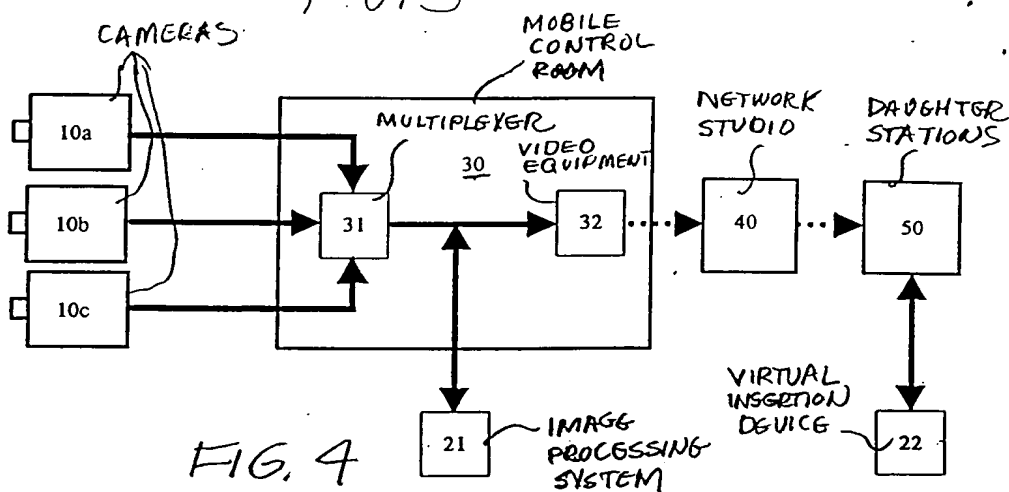 CAMERAS
10a
10b
10c
MOBILE
CONTROL
ROOM
MULTIPLEXER
30
VIDEO
EQUIPMENT
31
32
NETWORK
STUDIO
40
DAUGHTER
STATIONS
50
21
IMAGE
PROCESSING
SYSTEM
VIRTUAL
INSERTION
DEVICE
22
FIG. 4